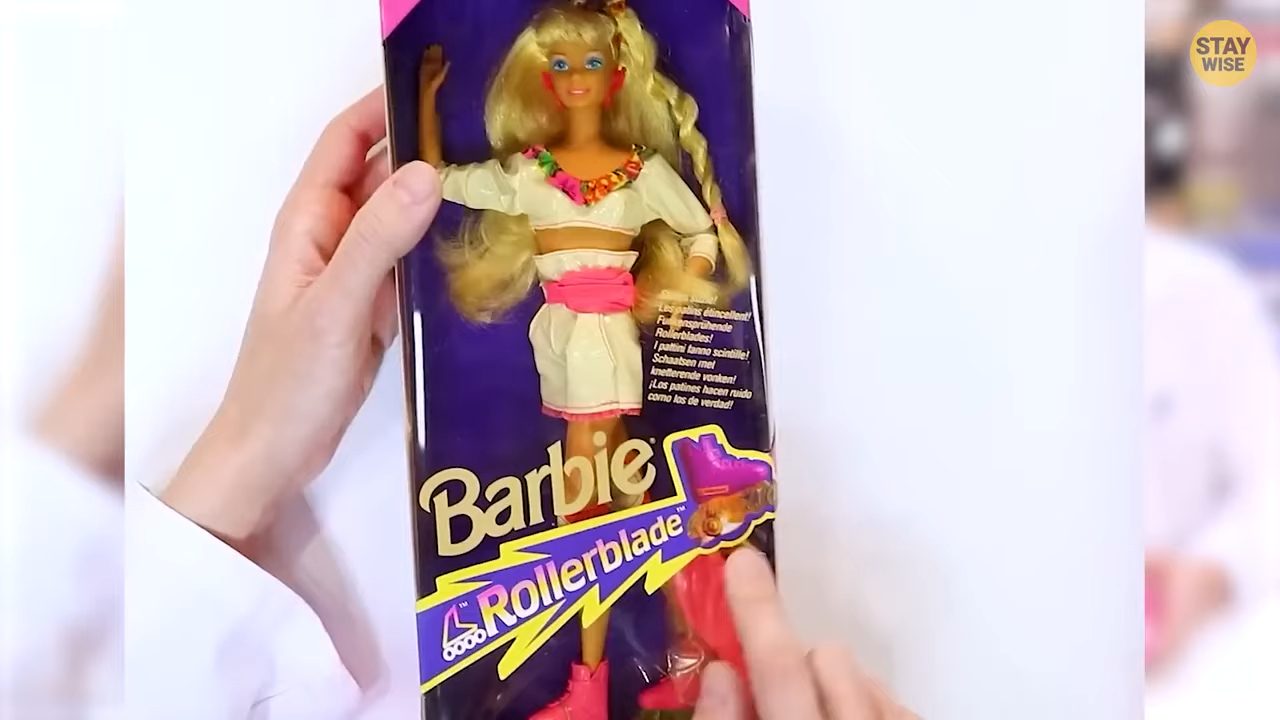 STAY
WISE
Les patins étincellent!
Funkensprühende
Rollerblades!
I pattini fanno scintille!
Schaatsen met
knetterende vonken!
¡Los patines hacen ruido
como los de verdad!
Barbie
Rollerblade™